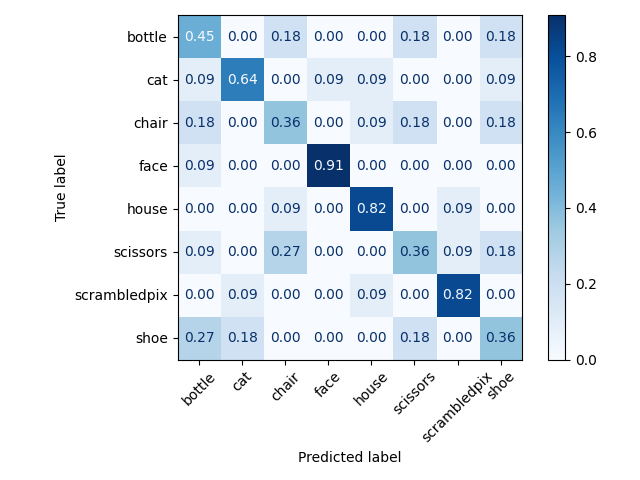 bottle 0.45 0.00 0.18 0.00 0.00 0.18 0.00 0.18
cat 0.09 0.64 0.00 0.09 0.09 0.00 0.00 0.09
chair 0.18 0.00 0.36 0.00 0.09 0.18 0.00 0.18
face 0.09 0.00 0.00 0.91 0.00 0.00 0.00 0.00
house 0.00 0.00 0.09 0.00 0.82 0.00 0.09 0.00
scissors 0.09 0.00 0.27 0.00 0.00 0.36 0.09 0.18
scrambledpix 0.00 0.09 0.00 0.00 0.09 0.00 0.82 0.00
shoe 0.27 0.18 0.00 0.00 0.00 0.18 0.00 0.36
bottle cat chair face house scissors scrambledpix shoe
Predicted label
True label
0.8
0.6
0.4
0.2
0.0